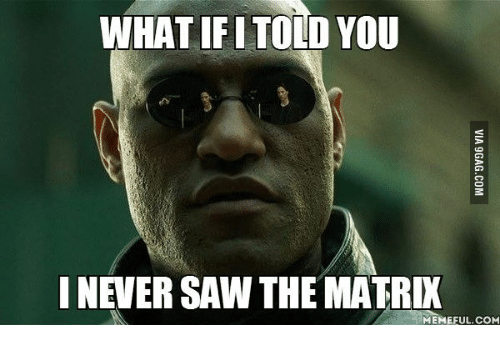 WHAT IF I TOLD YOU
VIA 9GAG.COM
I NEVER SAW THE MATRIX
MEMEFUL.COM